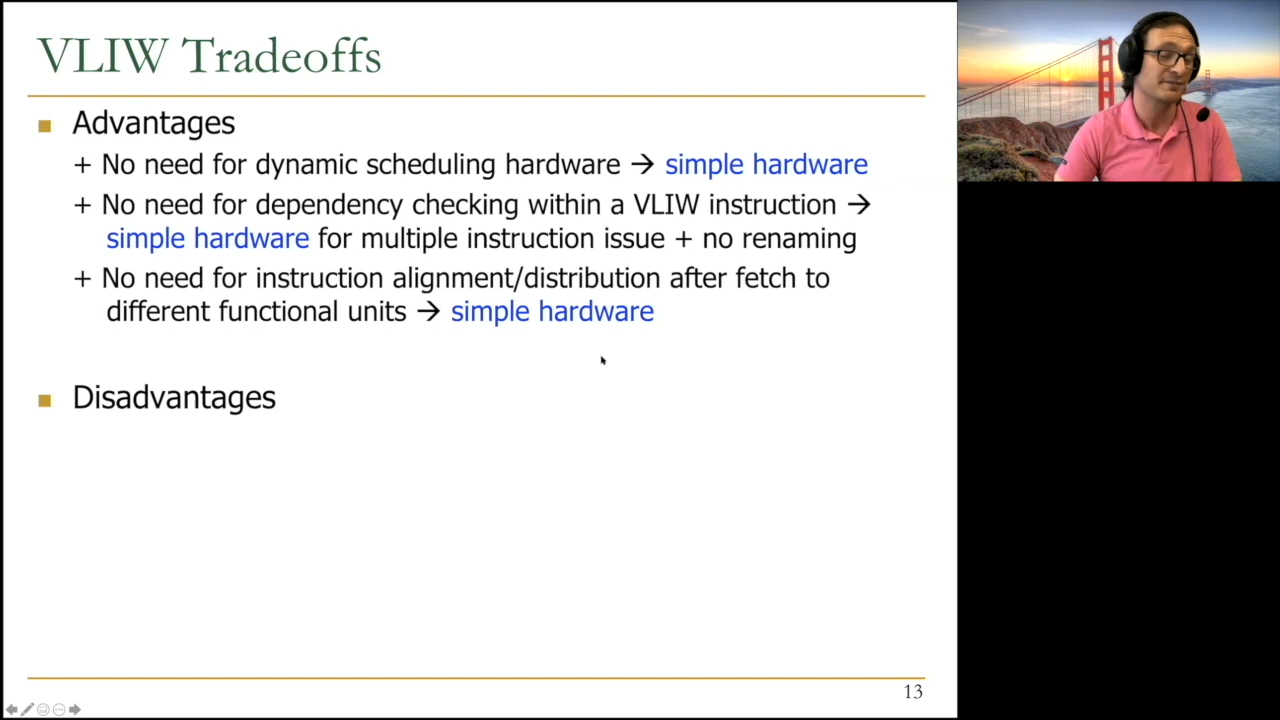 VLIW Tradeoffs
Advantages
+ No need for dynamic scheduling hardware → simple hardware
+ No need for dependency checking within a VLIW instruction →
simple hardware for multiple instruction issue + no renaming
+ No need for instruction alignment/distribution after fetch to
different functional units → simple hardware
Disadvantages
13